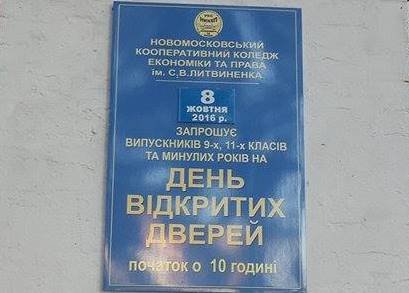 НОВОМОСКОВСЬКИЙ
КООПЕРАТИВНИЙ КОЛЕДЖ
ЕКОНОМІКИ ТА ПРАВА
ім. С.В.ЛИТВИНЕНКА
8
ЖОВТНЯ
2016 р.
ЗАПРОШУЄ
ВИПУСКНИКІВ 9-х, 11-х КЛАСІВ
ТА МИНУЛИХ РОКІВ НА
ДЕНЬ
ВІДКРИТИХ
ДВЕРЕЙ
початок о 10 годині